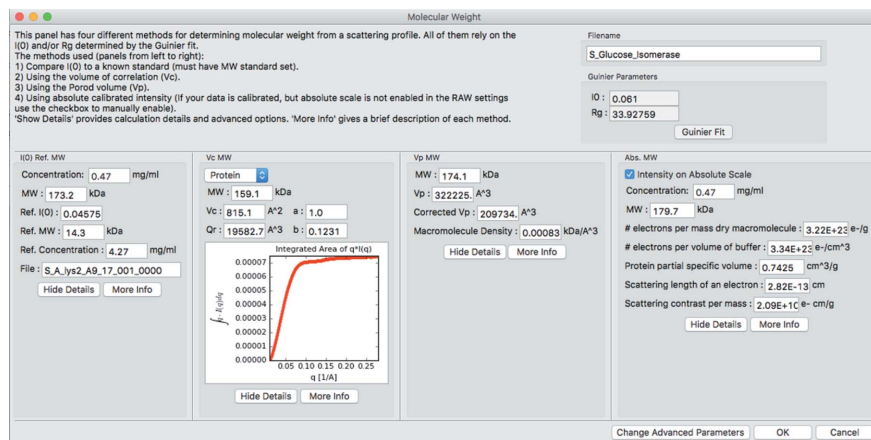 Molecular Weight
This panel has four different methods for determining molecular weight from a scattering profile. All of them rely on the
I(0) and/or Rg determined by the Guinier fit.
The methods used (panels from left to right):
1) Compare I(0) to a known standard (must have MW standard set).
2) Using the volume of correlation (Vc).
3) Using the Porod volume (Vp).
4) Using absolute calibrated intensity (If your data is calibrated, but absolute scale is not enabled in the RAW settings
use the checkbox to manually enable).
'Show Details' provides calculation details and advanced options. 'More Info' gives a brief description of each method.
Filename
S_Glucose_Isomerase
Guinier Parameters
I0 : 0.061
Rg : 33.92759
Guinier Fit
I(0) Ref. MW
Concentration: 0.47 mg/ml
MW : 173.2 kDa
Ref. I(0): 0.04575
Ref. MW : 14.3 kDa
Ref. Concentration : 4.27 mg/ml
File : S_A_lys2_A9_17_001_0000
Hide Details More Info
Vc MW
Protein
MW : 159.1 kDa
Vc : 815.1 A^2 a : 1.0
Qr : 19582.7 A^3 b : 0.1231
Integrated Area of q*I(q)
0.00007
0.00006
0.00005
0.00004
0.00003
0.00002
0.00001
0.00000
∫q · I(q)dq
0.05 0.10 0.15 0.20 0.25
q [1/A]
Hide Details More Info
Vp MW
MW : 174.1 kDa
Vp : 322225. A^3
Corrected Vp : 209734. A^3
Macromolecule Density : 0.00083 kDa/A^3
Hide Details More Info
Abs. MW
Intensity on Absolute Scale
Concentration: 0.47 mg/ml
MW : 179.7 kDa
# electrons per mass dry macromolecule : 3.22E+23 e-/g
# electrons per volume of buffer : 3.34E+23 e-/cm^3
Protein partial specific volume : 0.7425 cm^3/g
Scattering length of an electron : 2.82E-13 cm
Scattering contrast per mass : 2.09E+10 e- cm/g
Hide Details More Info
Change Advanced Parameters OK Cancel